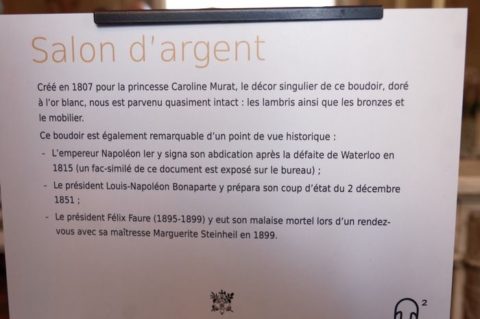 Salon d'argent
Créé en 1807 pour la princesse Caroline Murat, le décor singulier de ce boudoir, doré
à l'or blanc, nous est parvenu quasiment intact : les lambris ainsi que les bronzes et
le mobilier.
Ce boudoir est également remarquable d'un point de vue historique :
- L'empereur Napoléon Ier y signa son abdication après la défaite de Waterloo en
1815 (un fac-similé de ce document est exposé sur le bureau) ;
- Le président Louis-Napoléon Bonaparte y prépara son coup d'état du 2 décembre
1851 ;
- Le président Félix Faure (1895-1899) y eut son malaise mortel lors d'un rendez-
vous avec sa maîtresse Marguerite Steinheil en 1899.
2